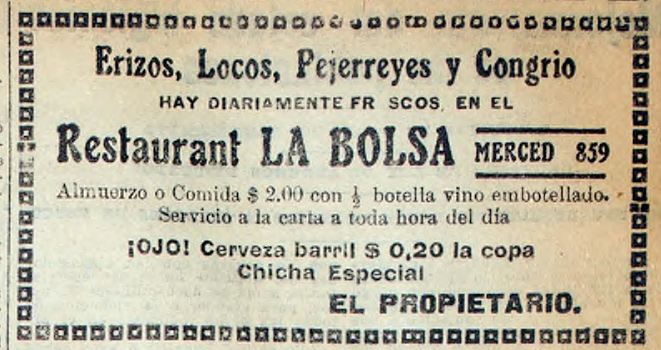 Erizos, Locos, Pejerreyes y Congrio
HAY DIARIAMENTE FR SCOS, EN EL
Restaurant LA BOLSA MERCED 859
Almuerzo o Comida $ 2.00 con ½ botella vino embotellado.
Servicio a la carta a toda hora del día
¡OJO! Cerveza barril $ 0,20 la copa
Chicha Especial
EL PROPIETARIO.